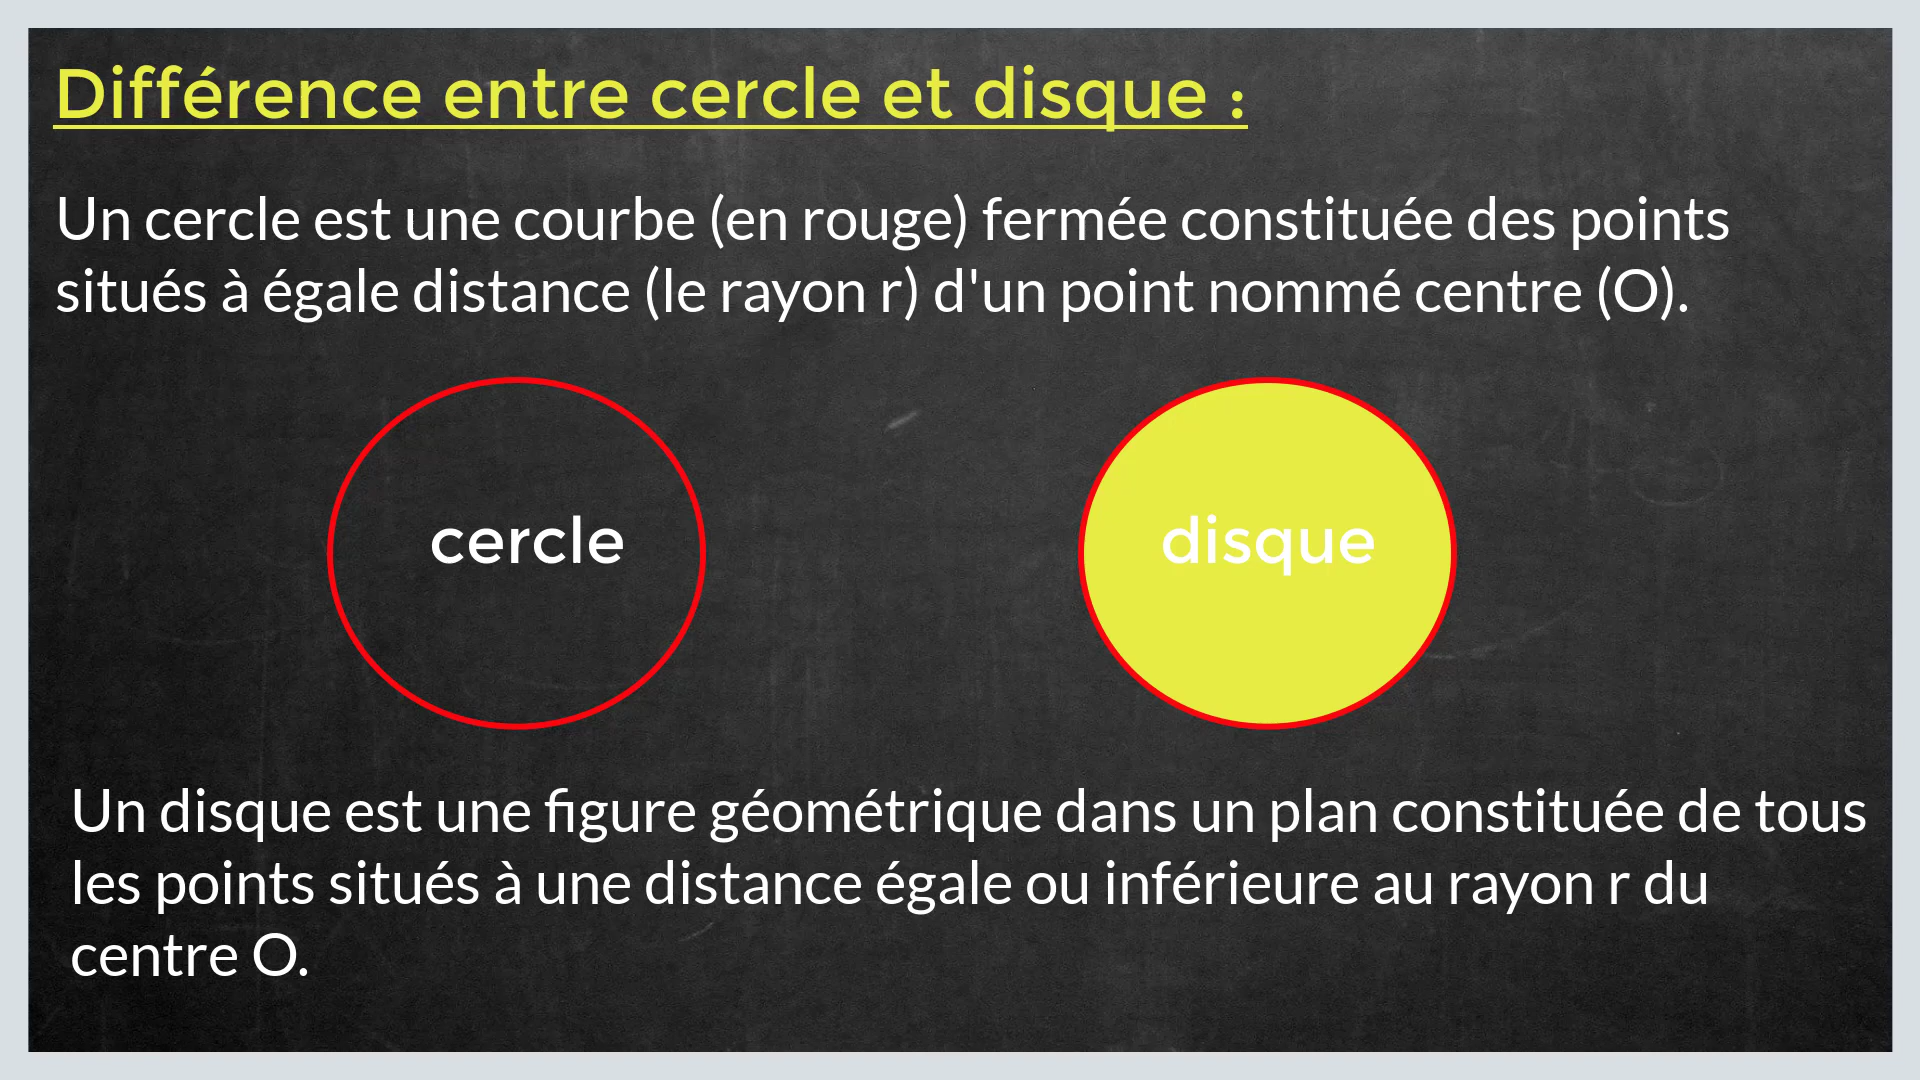 Différence entre cercle et disque :
Un cercle est une courbe (en rouge) fermée constituée des points
situés à égale distance (le rayon r) d'un point nommé centre (O).
cercle
disque
Un disque est une figure géométrique dans un plan constituée de tous
les points situés à une distance égale ou inférieure au rayon r du
centre O.